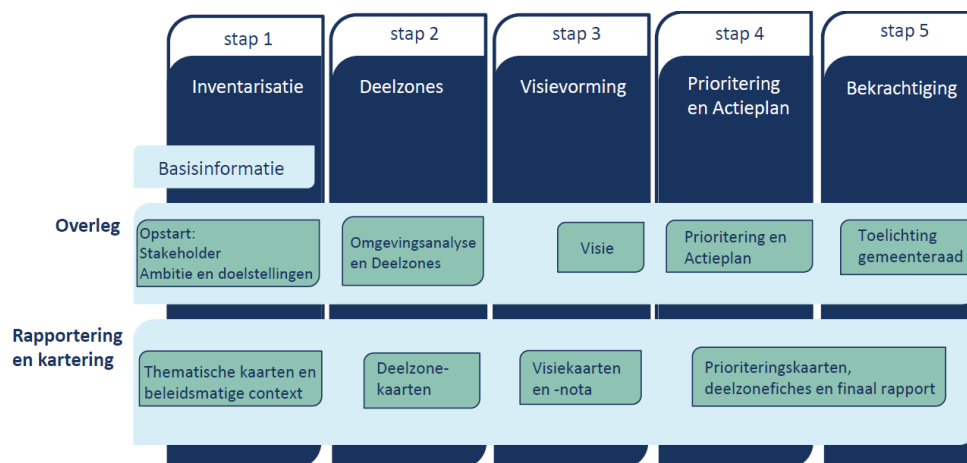 stap 1
stap 2
stap 3
stap 4
stap 5
Inventarisatie
Deelzones
Visievorming
Prioritering
en Actieplan
Bekrachtiging
Basisinformatie
Overleg
Opstart:
Stakeholder
Ambitie en doelstellingen
Omgevingsanalyse
en Deelzones
Visie
Prioritering en
Actieplan
Toelichting
gemeenteraad
Rapportering
en kartering
Thematische kaarten en
beleidsmatige context
Deelzone-
kaarten
Visiekaarten
en -nota
Prioriteringskaarten,
deelzonefiches en finaal rapport